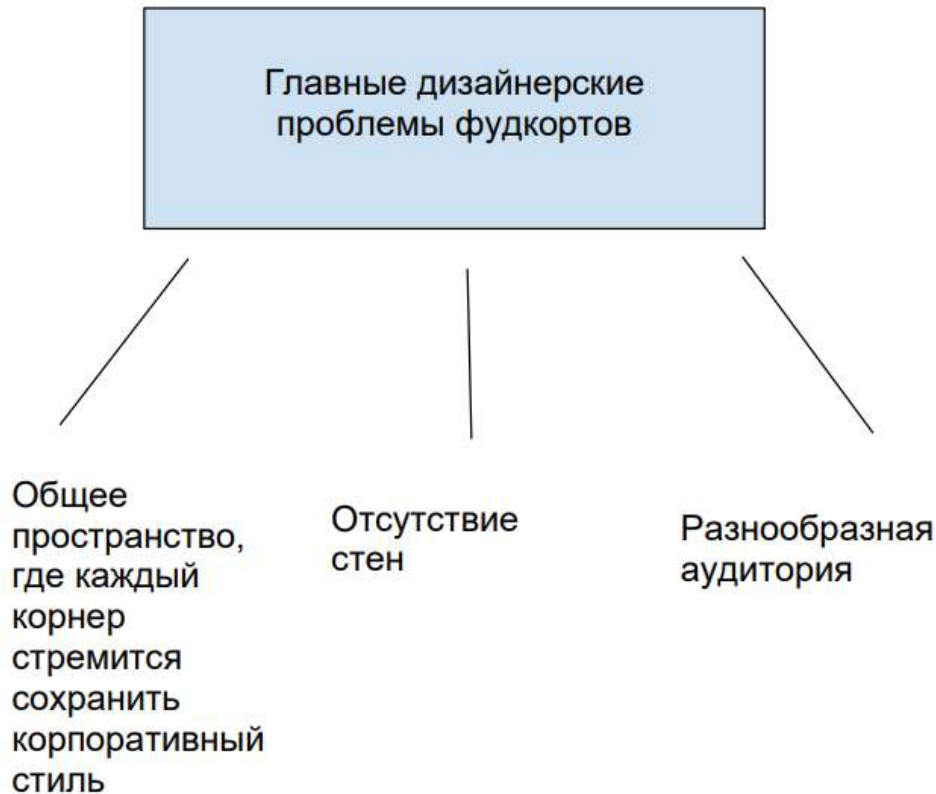 Главные дизайнерские
проблемы фудкортов
Общее
пространство,
где каждый
корнер
стремится
сохранить
корпоративный
стиль
Отсутствие
стен
Разнообразная
аудитория